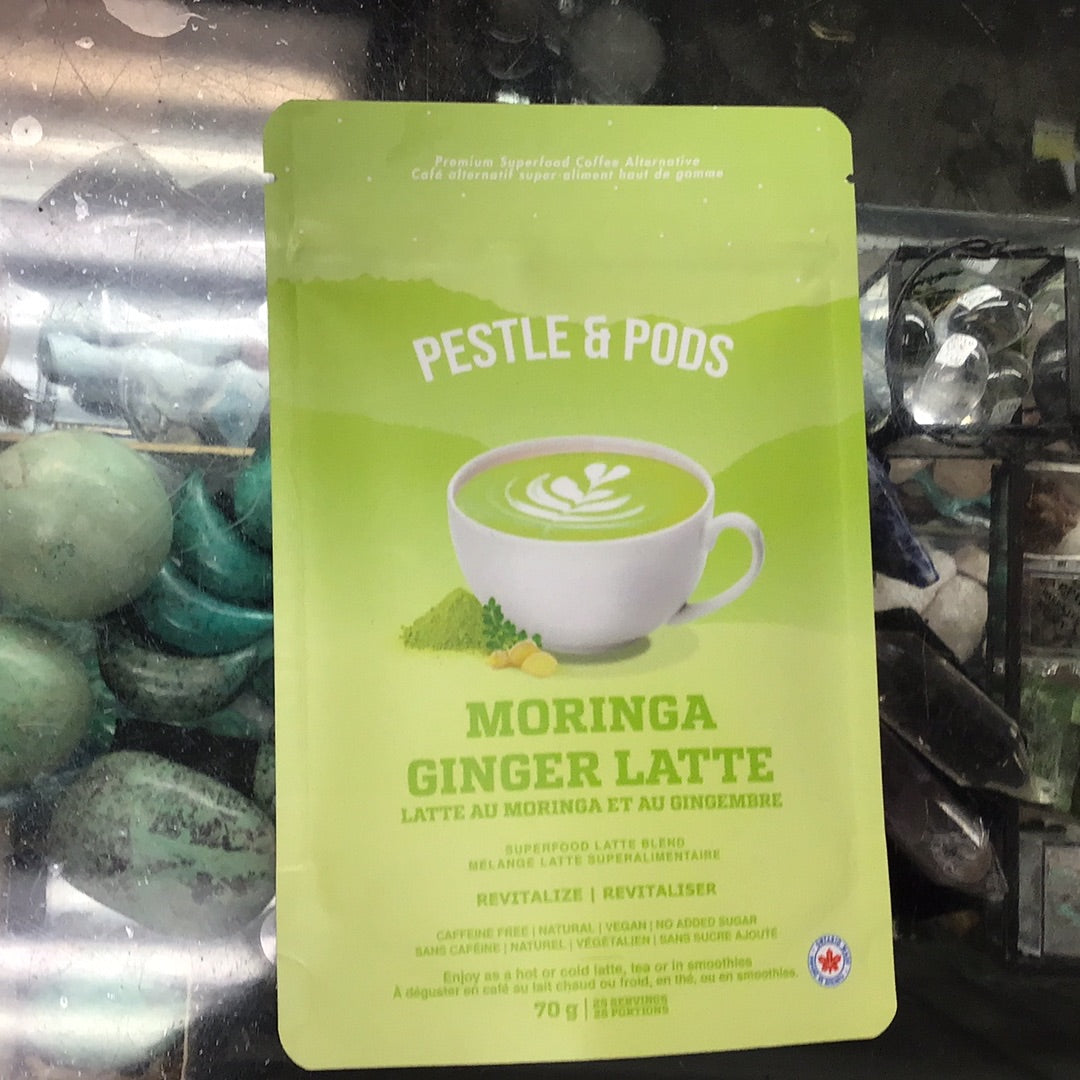 Premium Superfood Coffee Alternative
Café alternatif super-aliment haut de gamme
PESTLE & PODS
MORINGA
GINGER LATTE
LATTE AU MORINGA ET AU GINGEMBRE
SUPERFOOD LATTE BLEND
MÉLANGE LATTE SUPERALIMENTAIRE
REVITALIZE | REVITALISER
CAFFEINE FREE | NATURAL | VEGAN | NO ADDED SUGAR
SANS CAFÉINE | NATUREL | VÉGÉTALIEN | SANS SUCRE AJOUTÉ
Enjoy as a hot or cold latte, tea or in smoothies
À déguster en café au lait chaud ou froid, en thé, ou en smoothies.
70 g | 25 SERVINGS
25 PORTIONS